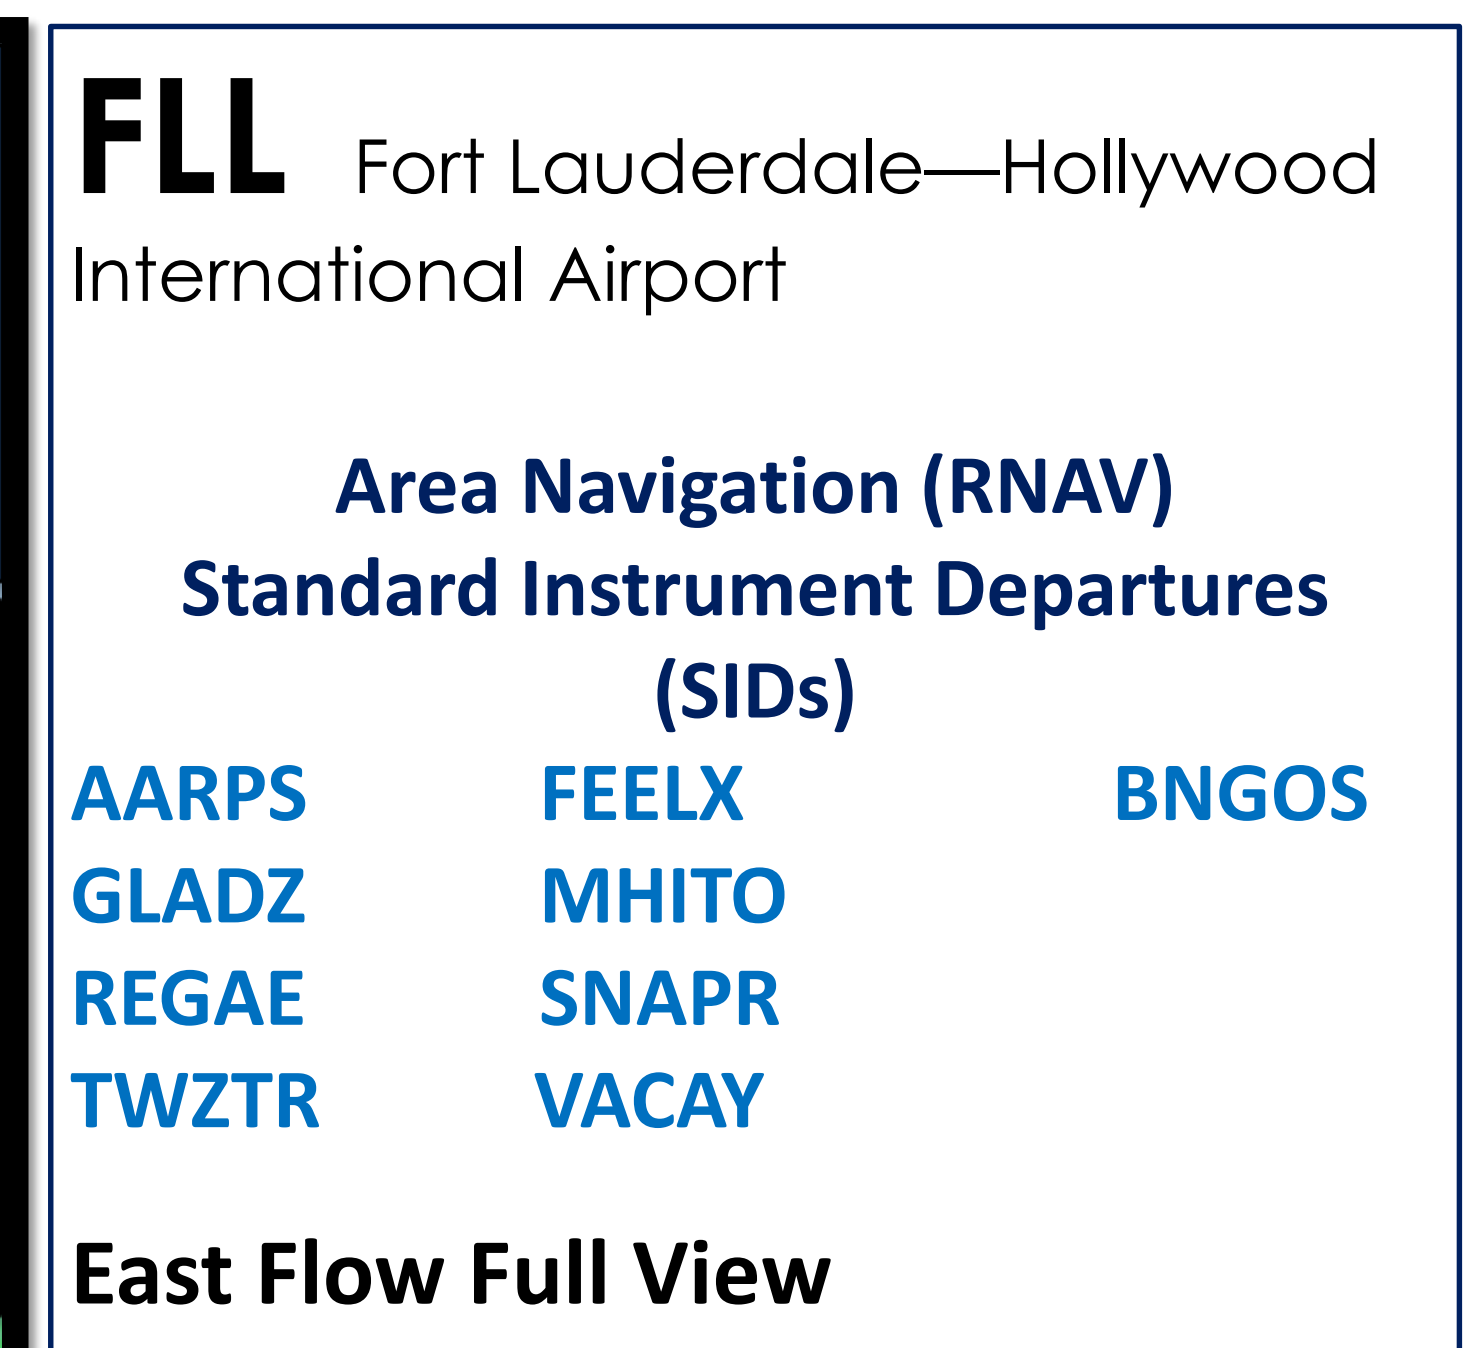 FLL Fort Lauderdale—Hollywood
International Airport
Area Navigation (RNAV)
Standard Instrument Departures
(SIDs)
AARPS FEELX BNGOS
GLADZ MHITO
REGAE SNAPR
TWZTR VACAY
East Flow Full View